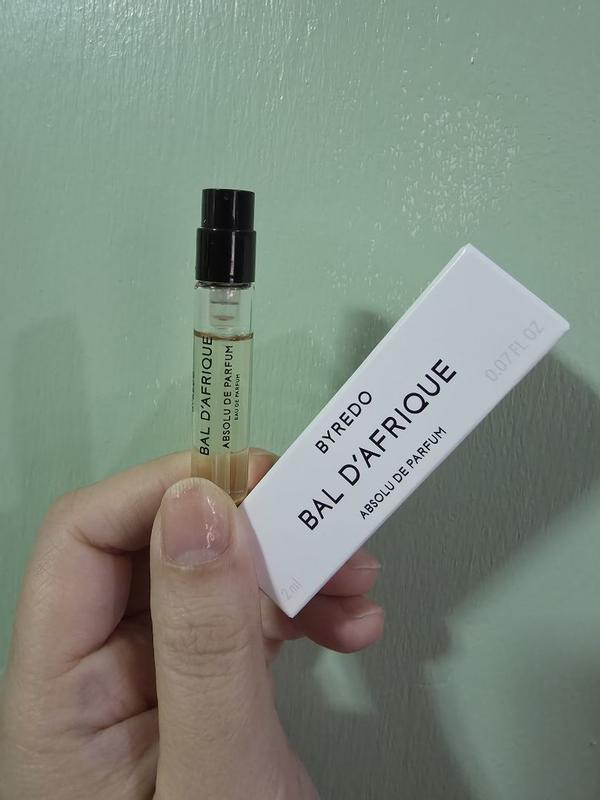 BAL D'AFRIQUE
ABSOLU DE PARFUM
EAU DE PARFUM
BYREDO
BAL D'AFRIQUE
ABSOLU DE PARFUM
0.07 FL OZ
2ml